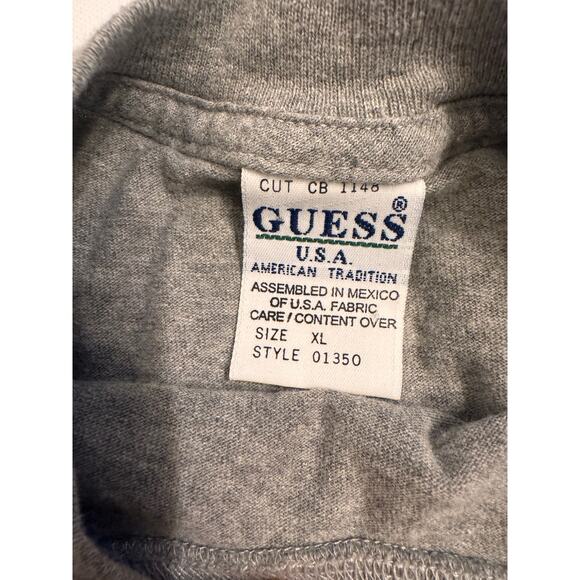 CUT CB 1148
GUESS®
U.S.A.
AMERICAN TRADITION
ASSEMBLED IN MEXICO
OF U.S.A. FABRIC
CARE / CONTENT OVER
SIZE XL
STYLE 01350